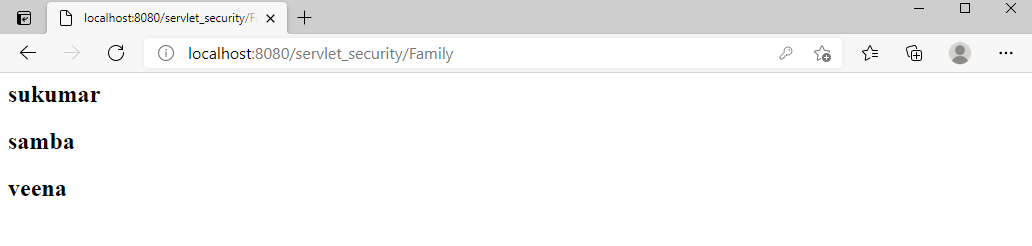 localhost:8080/servlet_security/F
localhost:8080/servlet_security/Family
sukumar
samba
veena